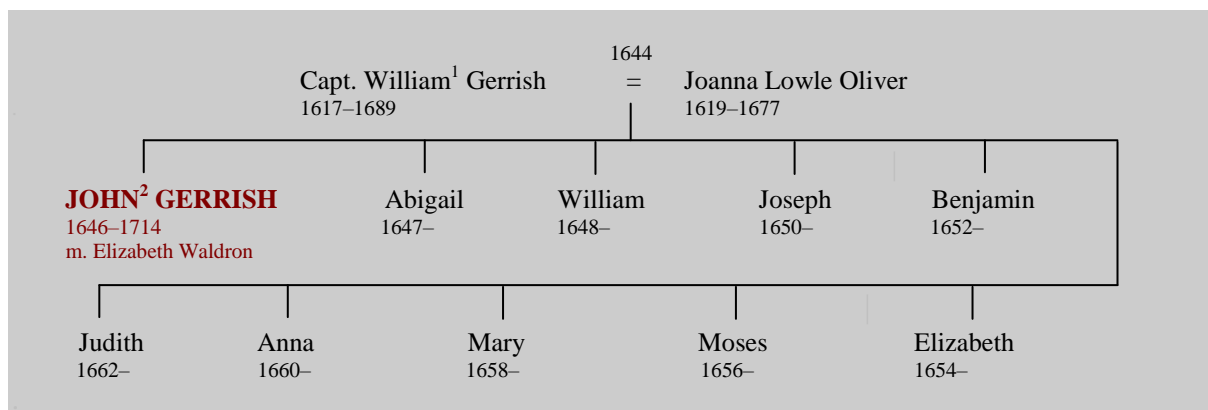 1644
Capt. William¹ Gerrish = Joanna Lowle Oliver
1617–1689 1619–1677
JOHN² GERRISH Abigail William Joseph Benjamin
1646–1714 1647– 1648– 1650– 1652–
m. Elizabeth Waldron
Judith Anna Mary Moses Elizabeth
1662– 1660– 1658– 1656– 1654–